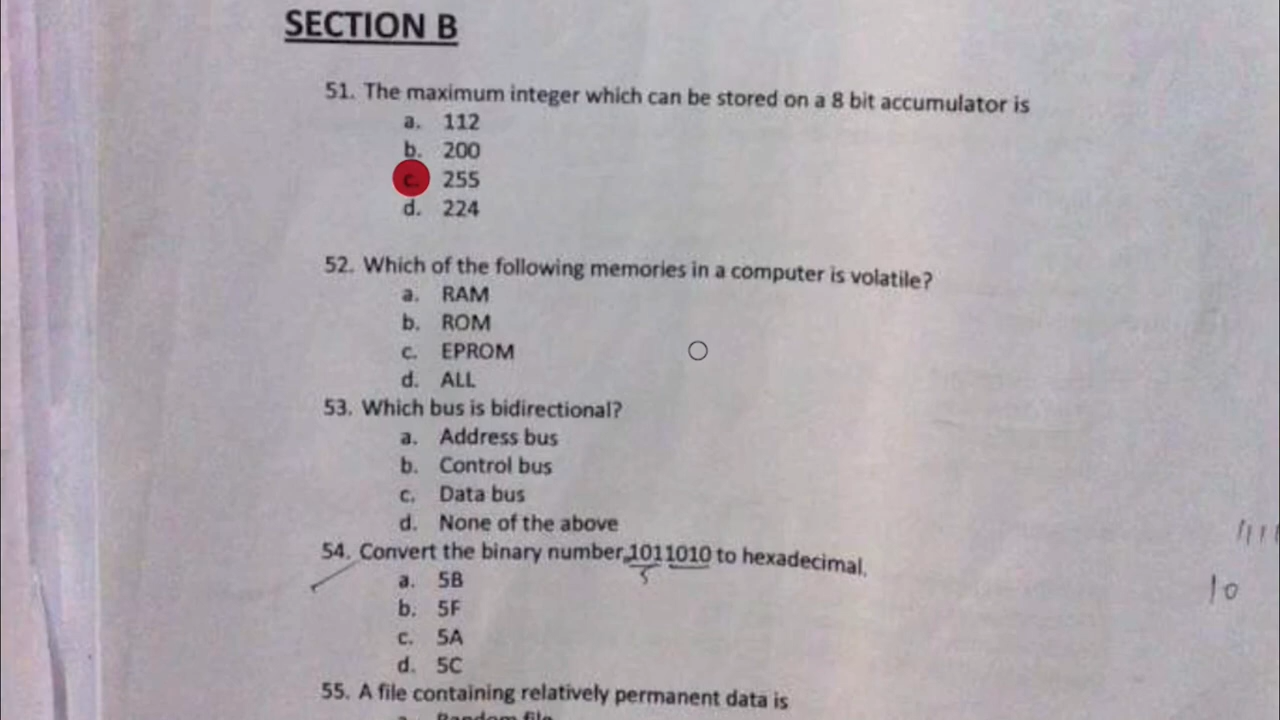 SECTION B
51. The maximum integer which can be stored on a 8 bit accumulator is
a. 112
b. 200
c. 255
d. 224
52. Which of the following memories in a computer is volatile?
a. RAM
b. ROM
c. EPROM
d. ALL
53. Which bus is bidirectional?
a. Address bus
b. Control bus
c. Data bus
d. None of the above
54. Convert the binary number 1011010 to hexadecimal.
5
a. 5B
b. 5F
c. 5A
d. 5C
10
55. A file containing relatively permanent data is
a. Random file